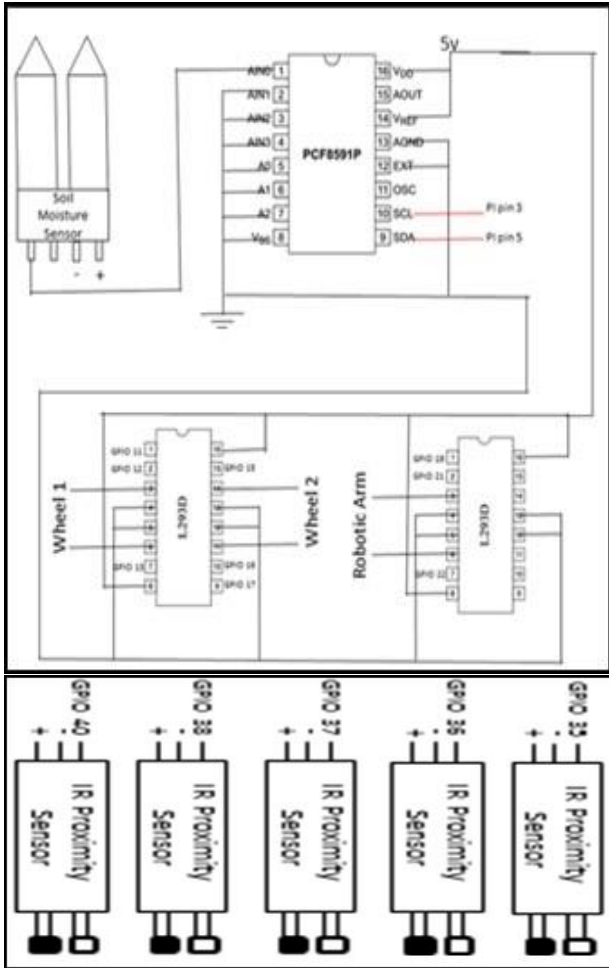 5v
AIN0 1
AIN1 2
AIN2 3
AIN3 4
A0 5
A1 6
A2 7
VSS 8
PCF8591P
16 VDD
15 AOUT
14 VREF
13 AGND
12 EXT
11 OSC
10 SCL
9 SDA
Pi pin 3
Pi pin 5
Soil
Moisture
Sensor
- +
Wheel 1
GPIO 11
GPIO 12
GPIO 13
L293D
GPIO 15
GPIO 16
GPIO 17
Wheel 2
Robotic Arm
GPIO 19
GPIO 21
GPIO 22
L293D
+ - GPIO 40
IR Proximity
Sensor
+ - GPIO 38
IR Proximity
Sensor
+ - GPIO 37
IR Proximity
Sensor
+ - GPIO 36
IR Proximity
Sensor
+ - GPIO 35
IR Proximity
Sensor